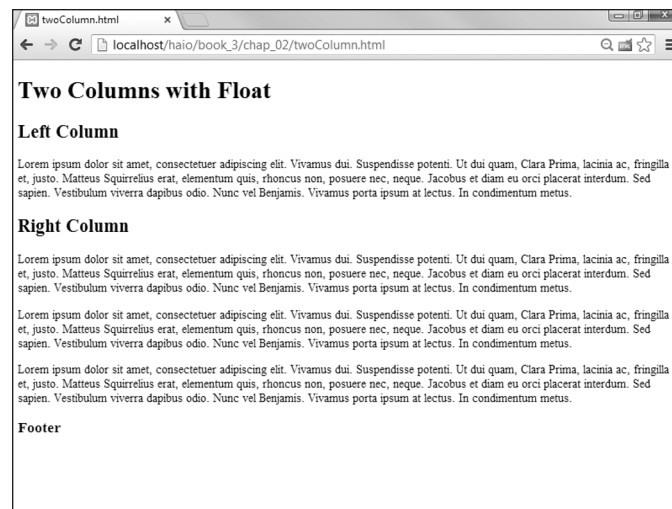 twoColumn.html
localhost/haio/book_3/chap_02/twoColumn.html
Two Columns with Float
Left Column
Lorem ipsum dolor sit amet, consectetuer adipiscing elit. Vivamus dui. Suspendisse potenti. Ut dui quam, Clara Prima, lacinia ac, fringilla
et, justo. Matteus Squirrelius erat, elementum quis, rhoncus non, posuere nec, neque. Jacobus et diam eu orci placerat interdum. Sed
sapien. Vestibulum viverra dapibus odio. Nunc vel Benjamis. Vivamus porta ipsum at lectus. In condimentum metus.
Right Column
Lorem ipsum dolor sit amet, consectetuer adipiscing elit. Vivamus dui. Suspendisse potenti. Ut dui quam, Clara Prima, lacinia ac, fringilla
et, justo. Matteus Squirrelius erat, elementum quis, rhoncus non, posuere nec, neque. Jacobus et diam eu orci placerat interdum. Sed
sapien. Vestibulum viverra dapibus odio. Nunc vel Benjamis. Vivamus porta ipsum at lectus. In condimentum metus.
Lorem ipsum dolor sit amet, consectetuer adipiscing elit. Vivamus dui. Suspendisse potenti. Ut dui quam, Clara Prima, lacinia ac, fringilla
et, justo. Matteus Squirrelius erat, elementum quis, rhoncus non, posuere nec, neque. Jacobus et diam eu orci placerat interdum. Sed
sapien. Vestibulum viverra dapibus odio. Nunc vel Benjamis. Vivamus porta ipsum at lectus. In condimentum metus.
Lorem ipsum dolor sit amet, consectetuer adipiscing elit. Vivamus dui. Suspendisse potenti. Ut dui quam, Clara Prima, lacinia ac, fringilla
et, justo. Matteus Squirrelius erat, elementum quis, rhoncus non, posuere nec, neque. Jacobus et diam eu orci placerat interdum. Sed
sapien. Vestibulum viverra dapibus odio. Nunc vel Benjamis. Vivamus porta ipsum at lectus. In condimentum metus.
Footer